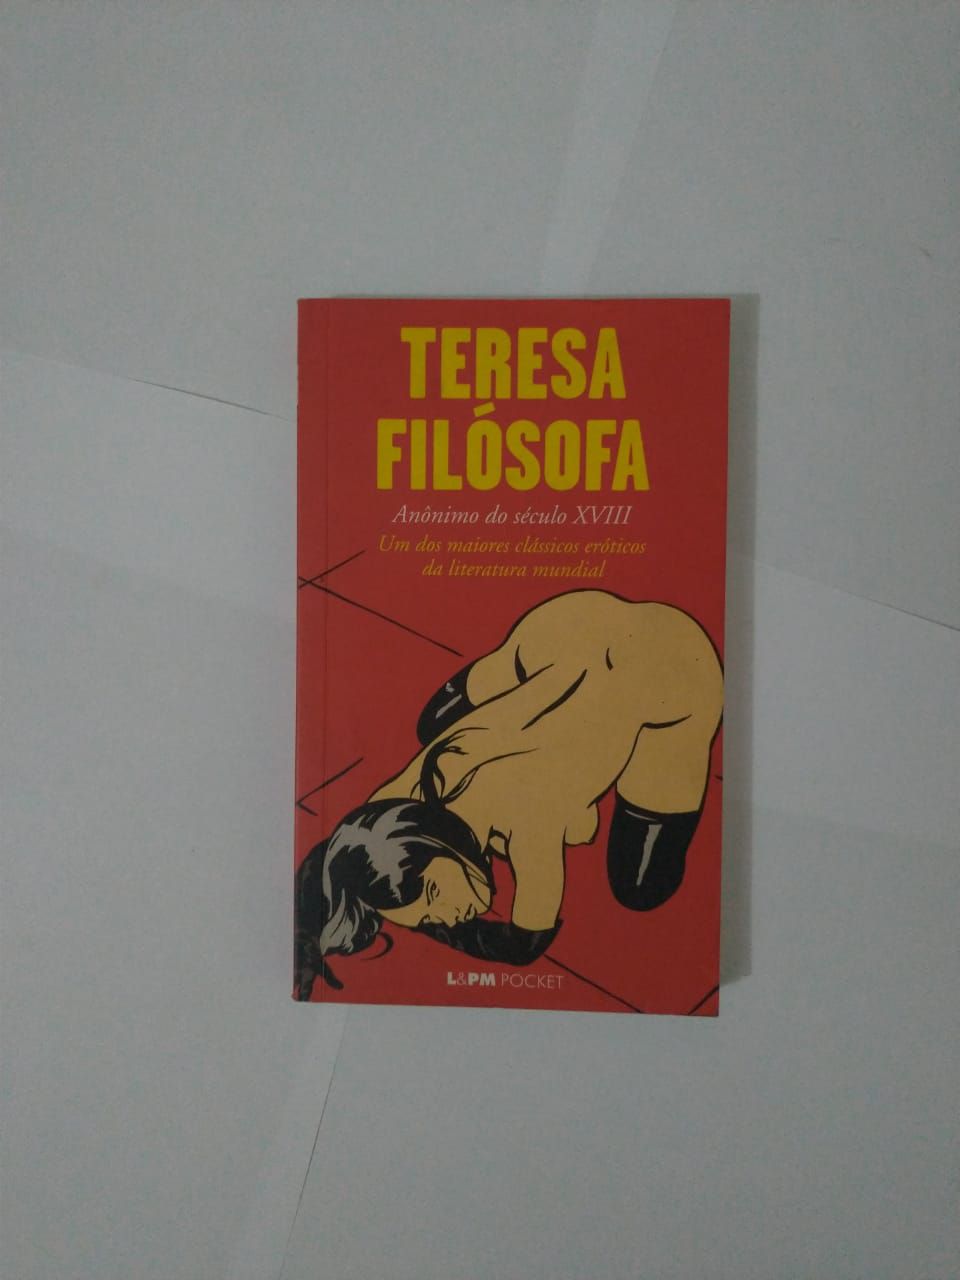 TERESA
FILÓSOFA
Anônimo do século XVIII
Um dos maiores clássicos eróticos
da literatura mundial
L&PM POCKET